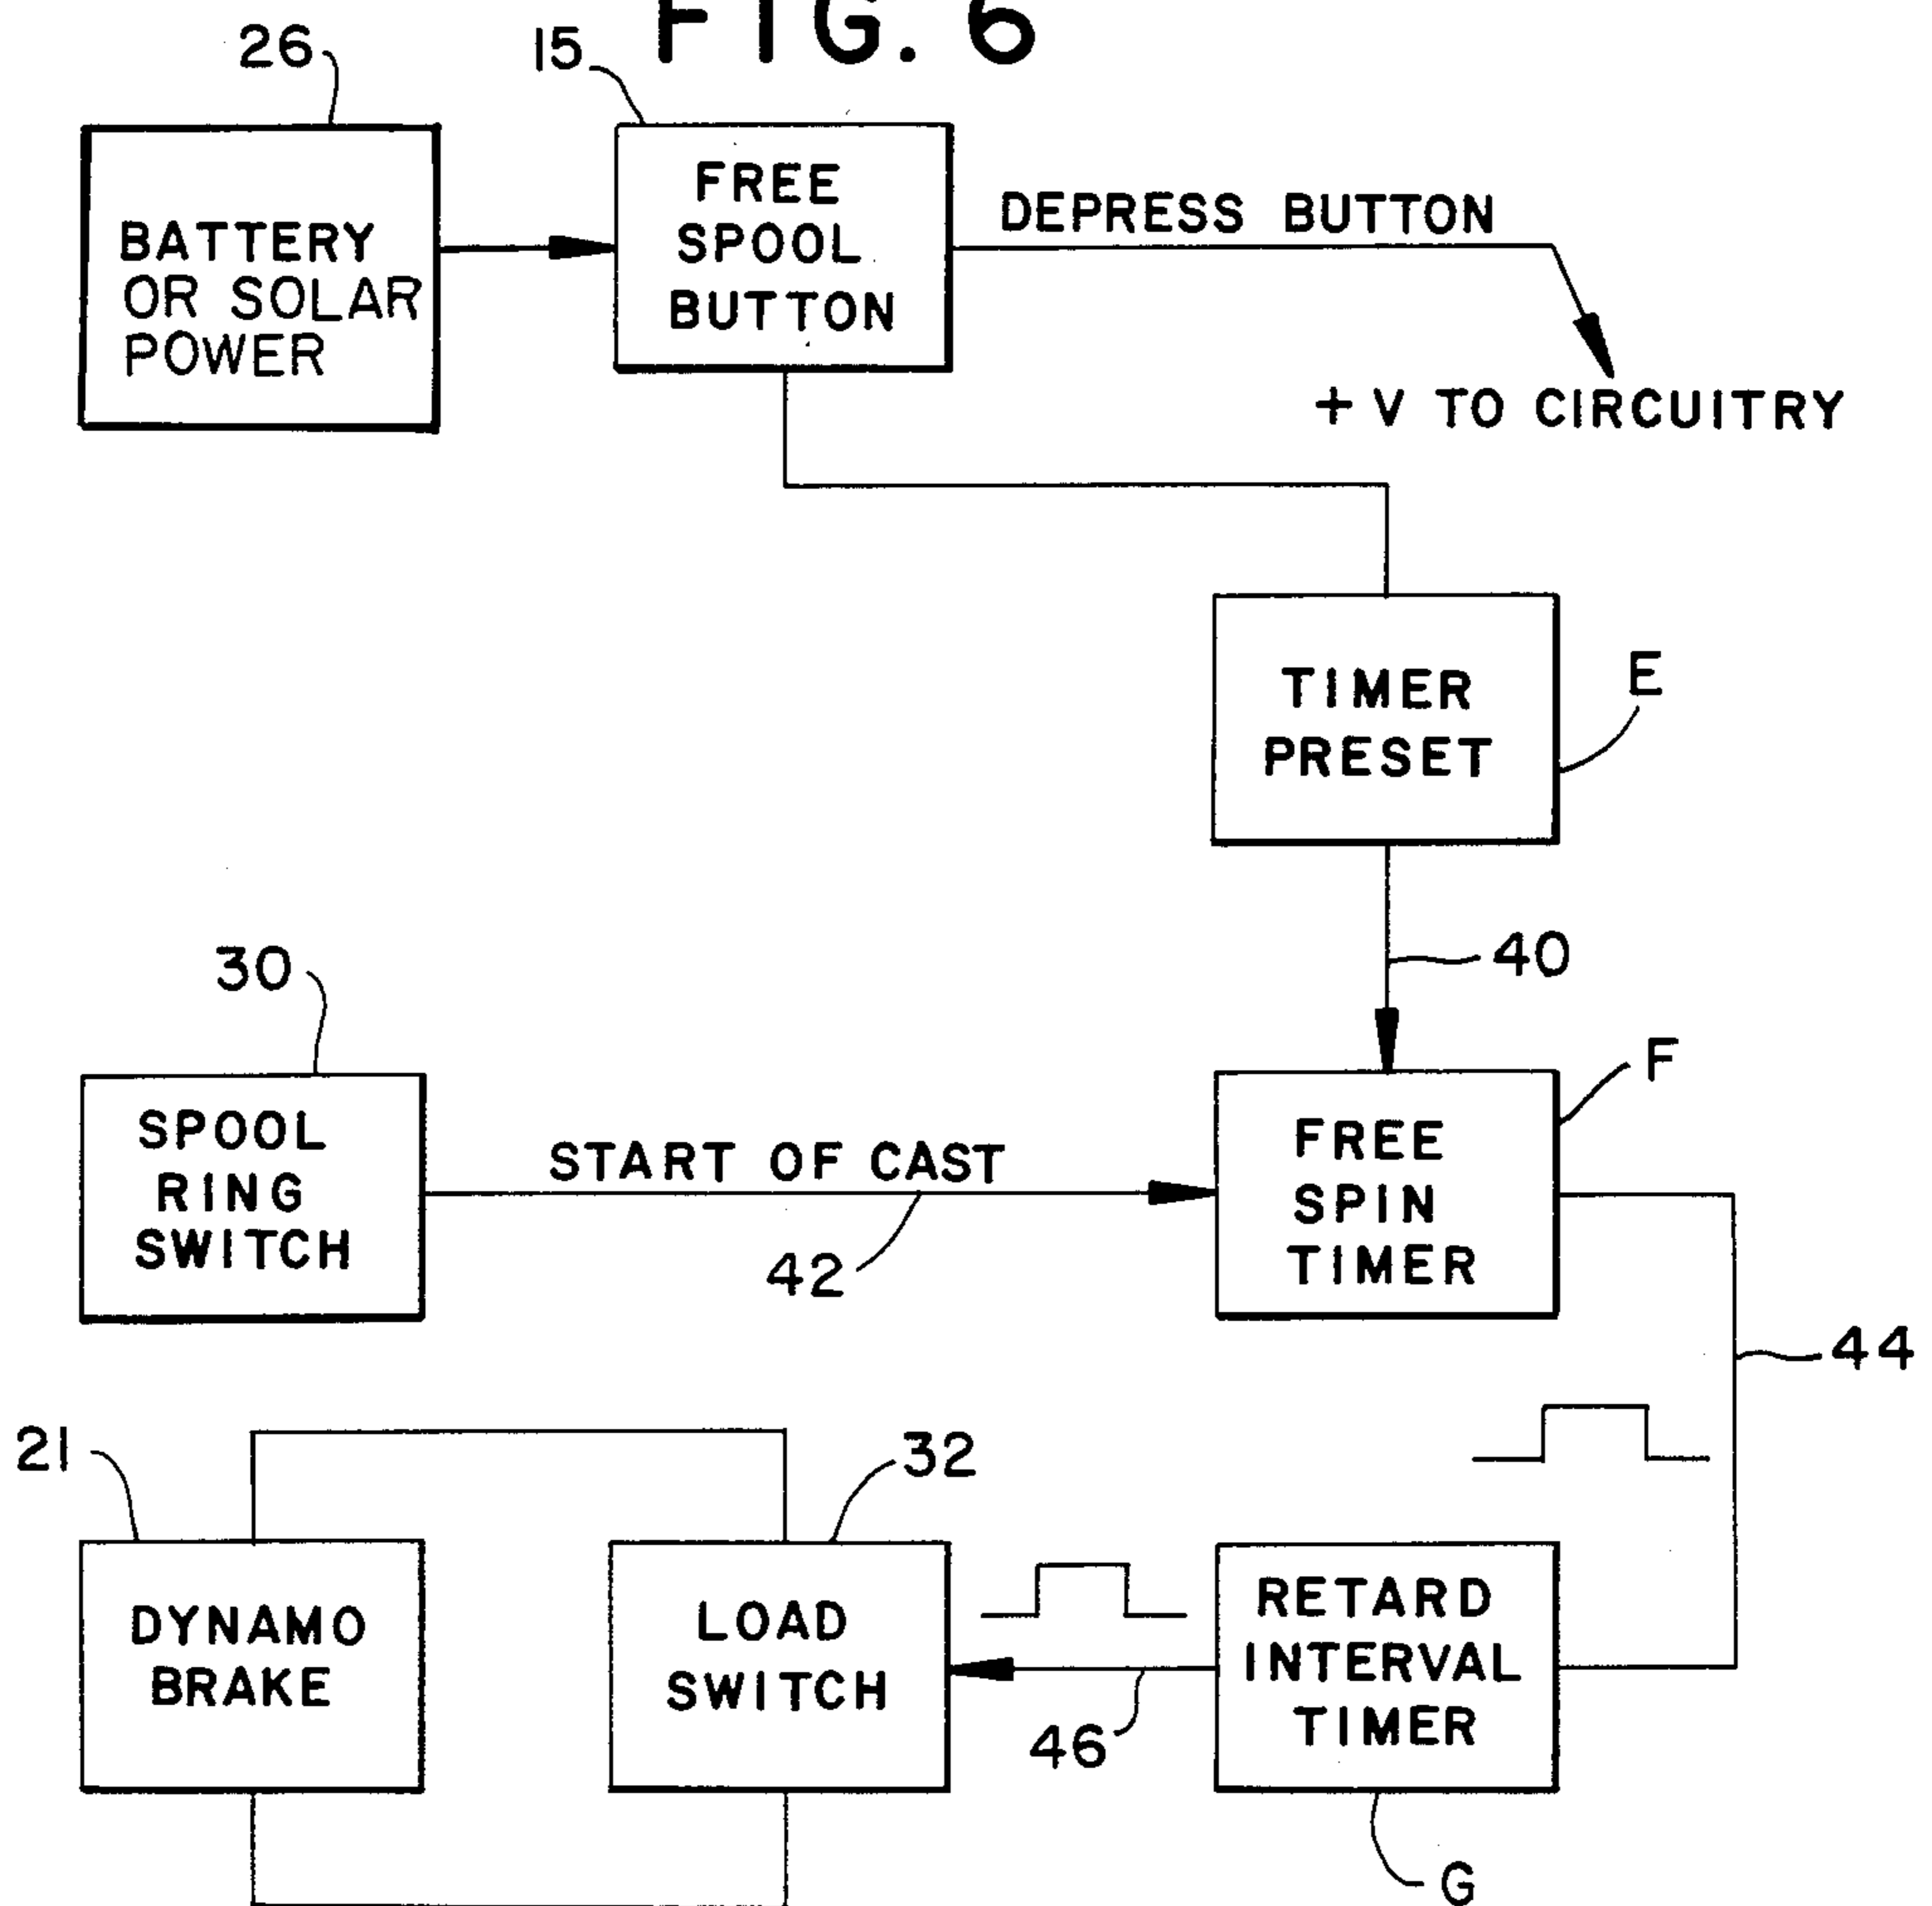 FIG. 6
26
15
BATTERY
OR SOLAR
POWER
FREE
SPOOL
BUTTON
DEPRESS BUTTON
+ V TO CIRCUITRY
TIMER
PRESET
E
40
30
SPOOL
RING
SWITCH
START OF CAST
42
FREE
SPIN
TIMER
F
44
21
DYNAMO
BRAKE
32
LOAD
SWITCH
46
RETARD
INTERVAL
TIMER
G